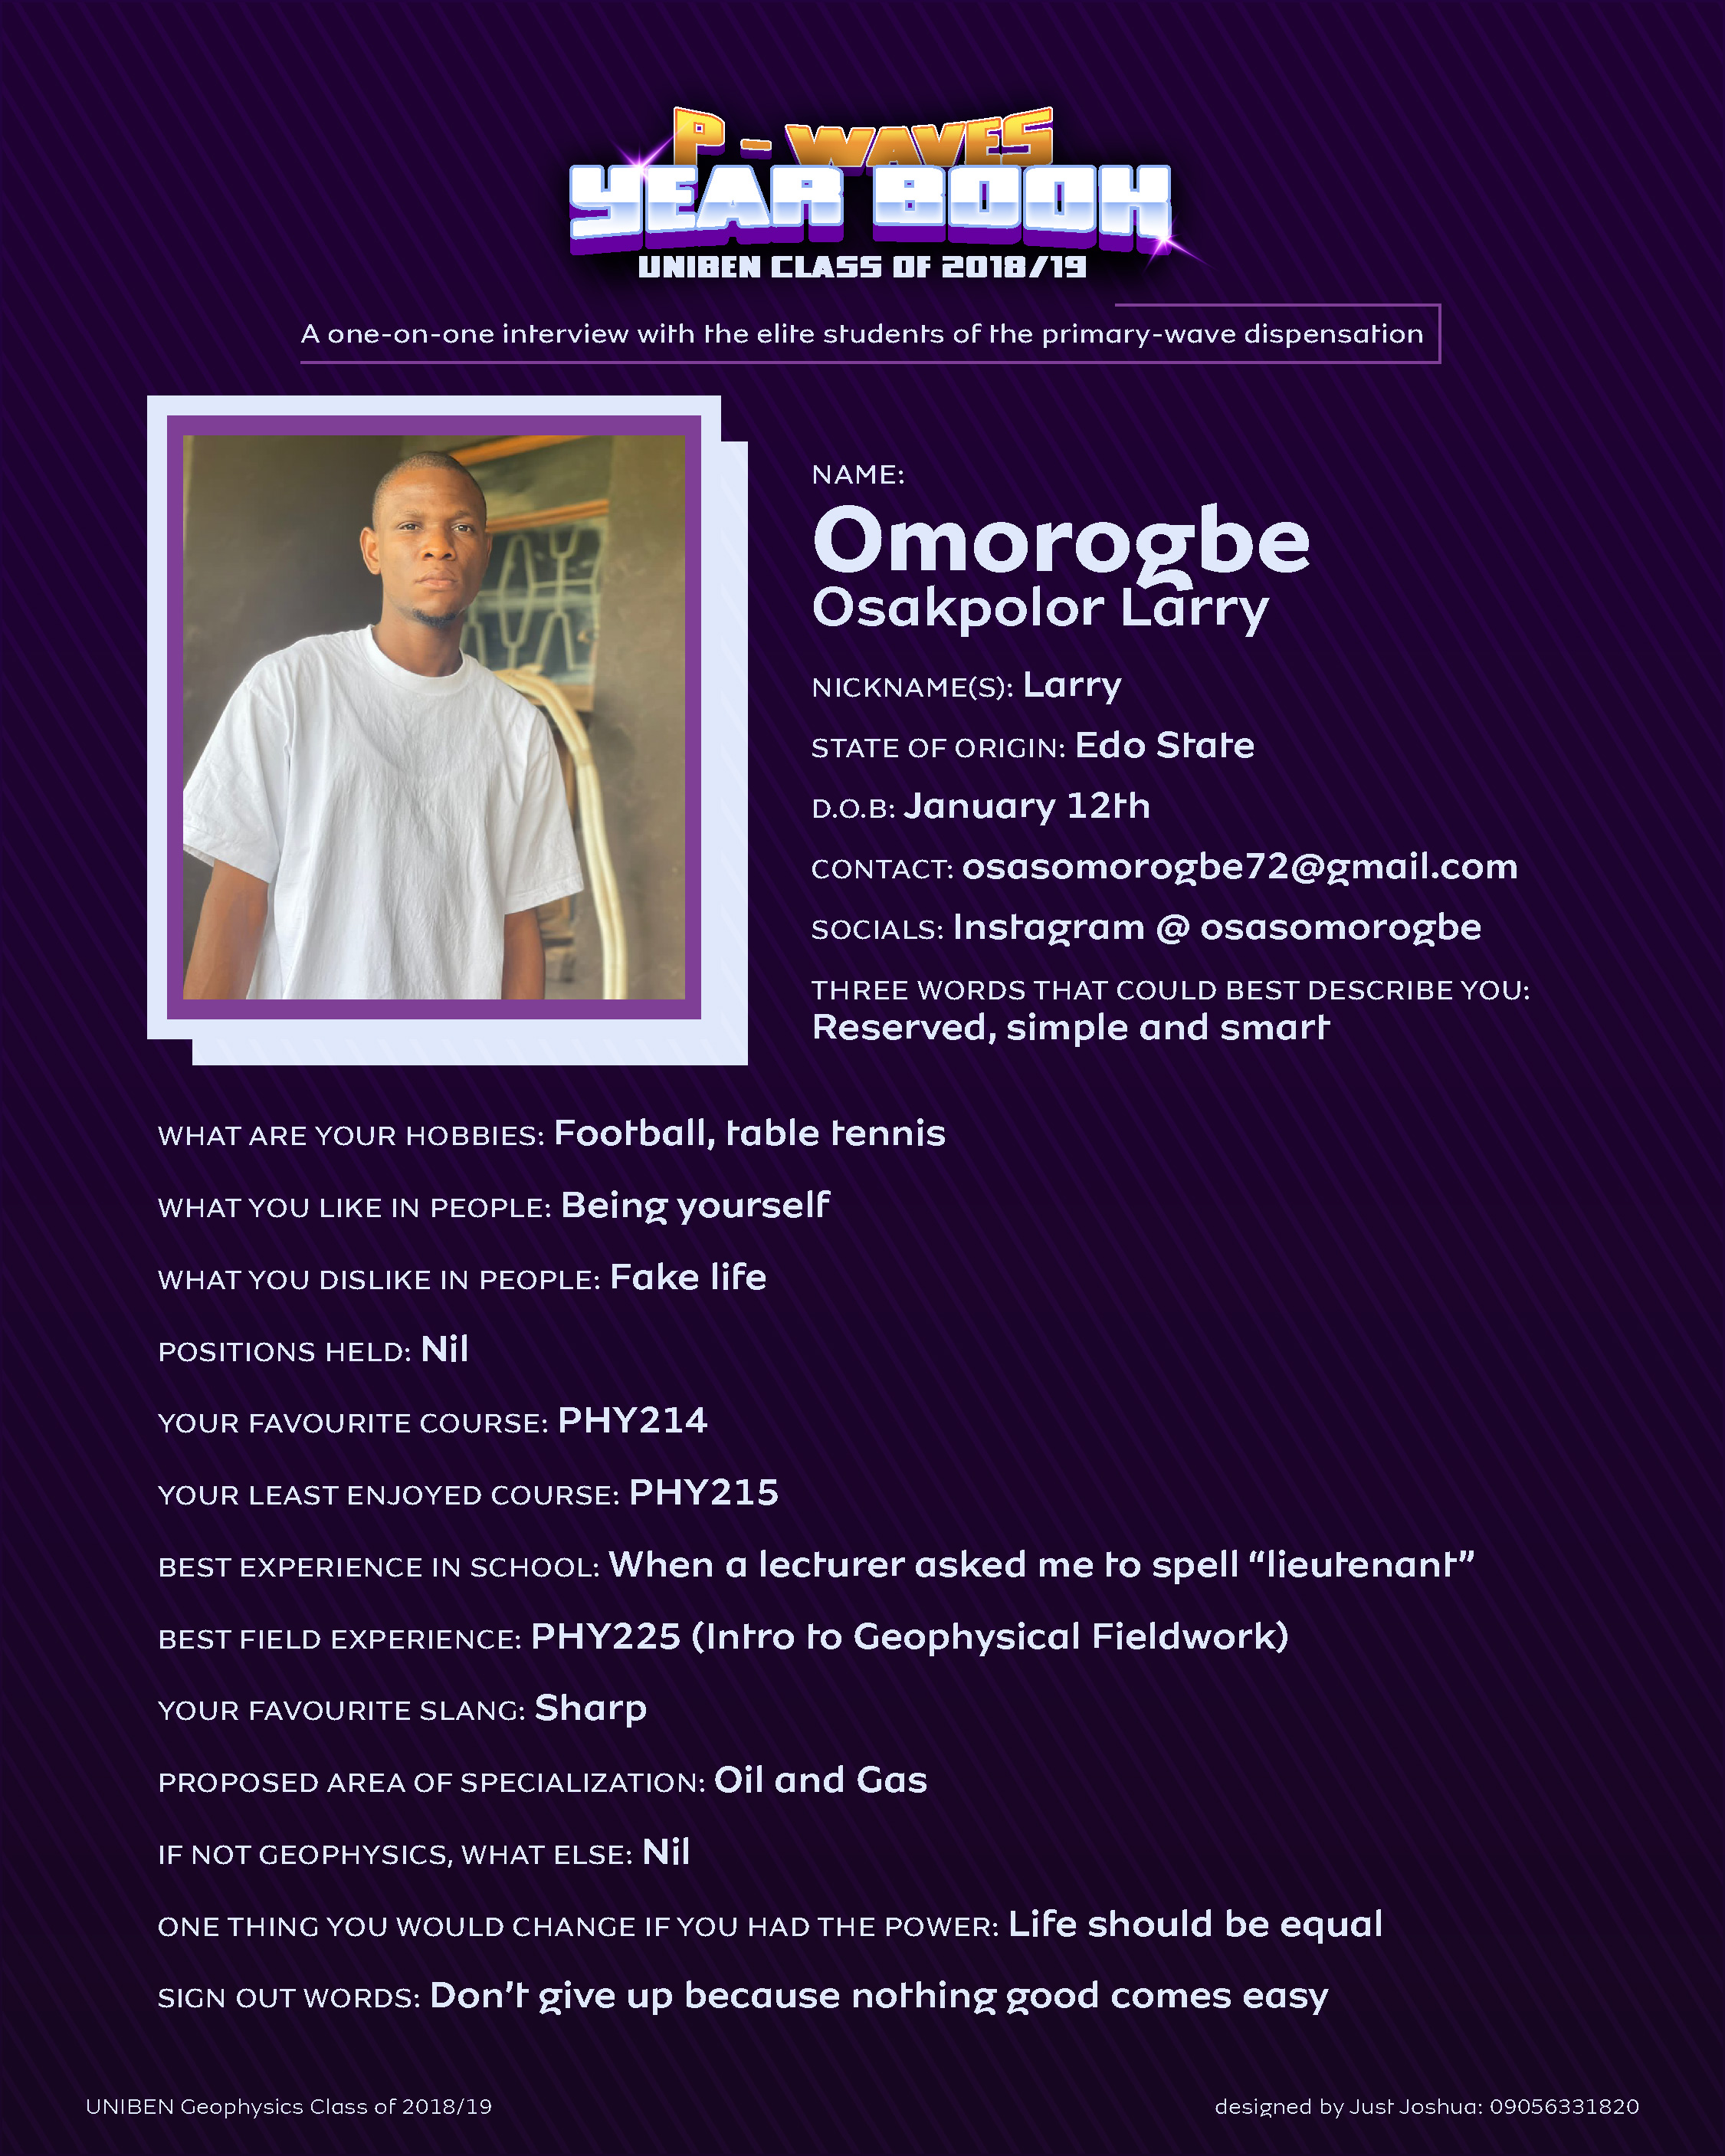 P - WAVES
YEAR BOOK
UNIBEN CLASS OF 2018/19
A one-on-one interview with the elite students of the primary-wave dispensation
NAME:
Omorogbe
Osakpolor Larry
NICKNAME(S): Larry
STATE OF ORIGIN: Edo State
D.O.B: January 12th
CONTACT: osasomorogbe72@gmail.com
SOCIALS: Instagram @ osasomorogbe
THREE WORDS THAT COULD BEST DESCRIBE YOU:
Reserved, simple and smart
WHAT ARE YOUR HOBBIES: Football, table tennis
WHAT YOU LIKE IN PEOPLE: Being yourself
WHAT YOU DISLIKE IN PEOPLE: Fake life
POSITIONS HELD: Nil
YOUR FAVOURITE COURSE: PHY214
YOUR LEAST ENJOYED COURSE: PHY215
BEST EXPERIENCE IN SCHOOL: When a lecturer asked me to spell “lieutenant”
BEST FIELD EXPERIENCE: PHY225 (Intro to Geophysical Fieldwork)
YOUR FAVOURITE SLANG: Sharp
PROPOSED AREA OF SPECIALIZATION: Oil and Gas
IF NOT GEOPHYSICS, WHAT ELSE: Nil
ONE THING YOU WOULD CHANGE IF YOU HAD THE POWER: Life should be equal
SIGN OUT WORDS: Don’t give up because nothing good comes easy
UNIBEN Geophysics Class of 2018/19
designed by Just Joshua: 09056331820